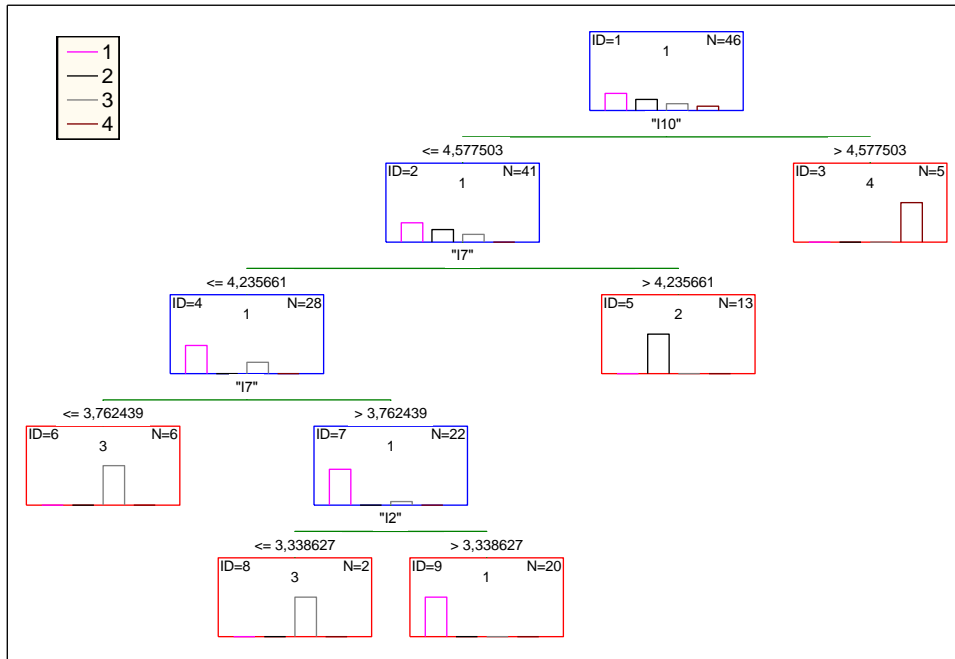 1
2
3
4
ID=1 N=46
1
"I10"
<= 4,577503 > 4,577503
ID=2 N=41 ID=3 N=5
1 4
"I7"
<= 4,235661 > 4,235661
ID=4 N=28 ID=5 N=13
1 2
"I7"
<= 3,762439 > 3,762439
ID=6 N=6 ID=7 N=22
3 1
"I2"
<= 3,338627 > 3,338627
ID=8 N=2 ID=9 N=20
3 1